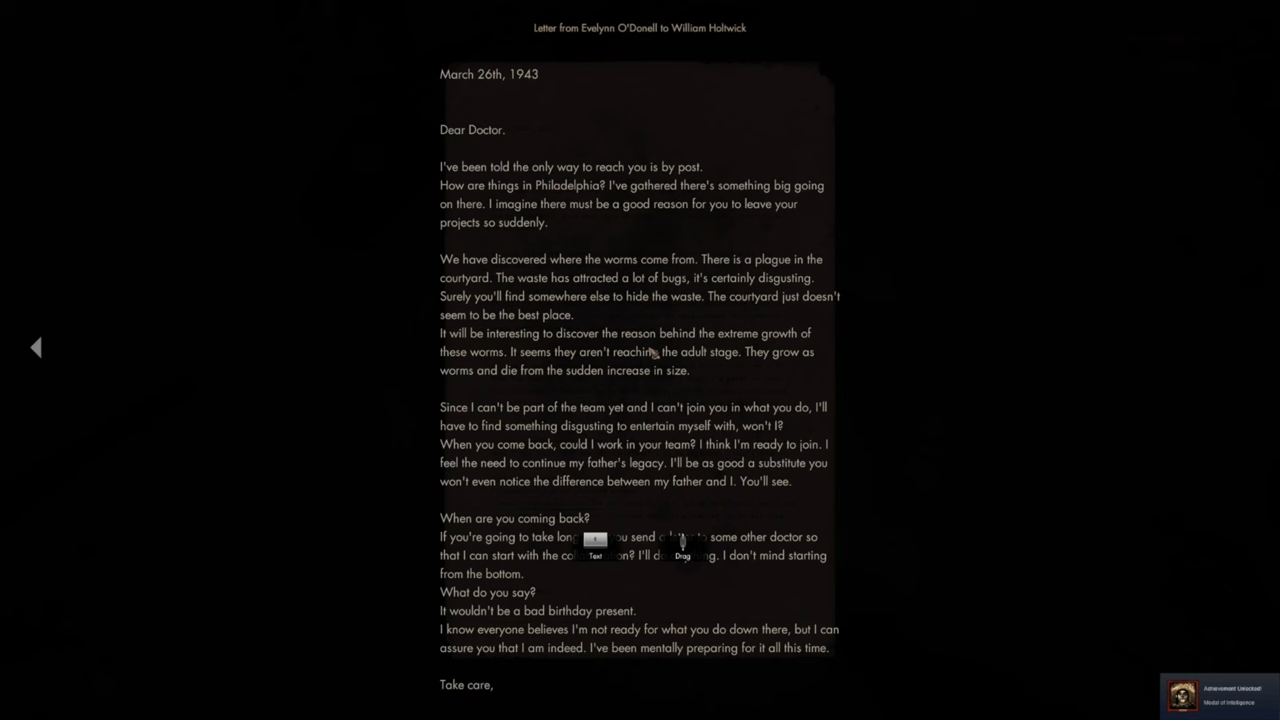 Letter from Evelynn O'Donell to William Holtwick
March 26th, 1943
Dear Doctor.
I've been told the only way to reach you is by post.
How are things in Philadelphia? I've gathered there's something big going
on there. I imagine there must be a good reason for you to leave your
projects so suddenly.
We have discovered where the worms come from. There is a plague in the
courtyard. The waste has attracted a lot of bugs, it's certainly disgusting.
Surely you'll find somewhere else to hide the waste. The courtyard just doesn't
seem to be the best place.
It will be interesting to discover the reason behind the extreme growth of
these worms. It seems they aren't reaching the adult stage. They grow as
worms and die from the sudden increase in size.
Since I can't be part of the team yet and I can't join you in what you do, I'll
have to find something disgusting to entertain myself with, won't I?
When you come back, could I work in your team? I think I'm ready to join. I
feel the need to continue my father's legacy. I'll be as good a substitute you
won't even notice the difference between my father and I. You'll see.
When are you coming back?
If you're going to take send some other doctor so
that I can start with the I'll I don't mind starting
from the bottom.
Text
Drag
What do you say?
It wouldn't be a bad birthday present.
I know everyone believes I'm not ready for what you do down there, but I can
assure you that I am indeed. I've been mentally preparing for it all this time.
Take care,
Achievement Unlocked!
Medal of Intelligence